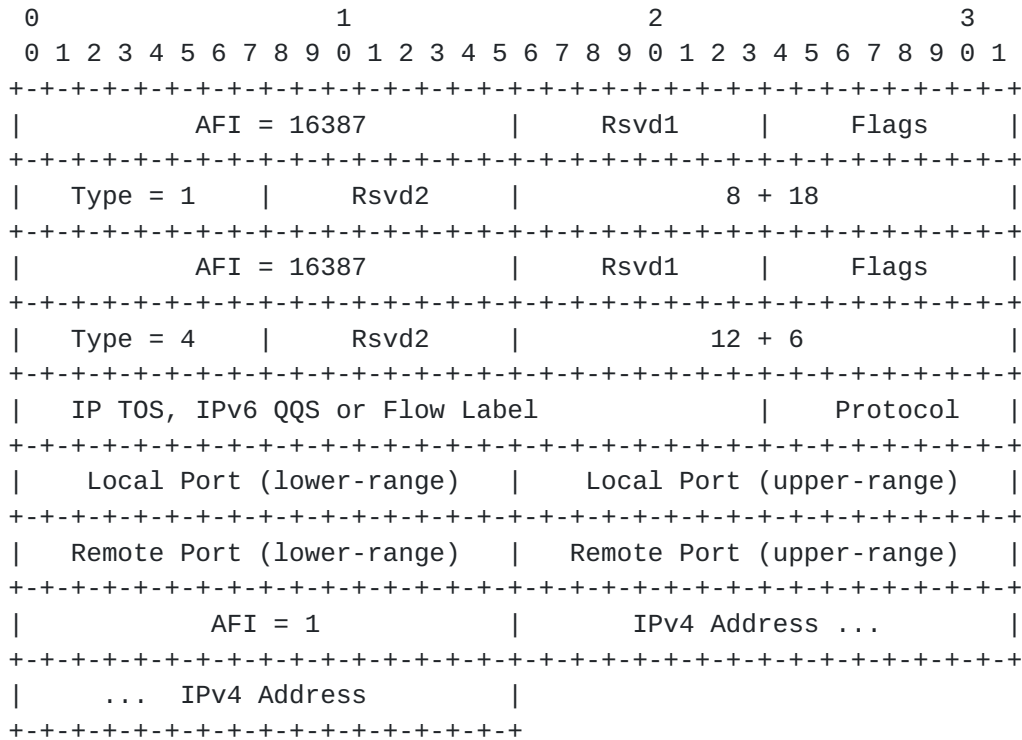 0                   1                   2                   3
0 1 2 3 4 5 6 7 8 9 0 1 2 3 4 5 6 7 8 9 0 1 2 3 4 5 6 7 8 9 0 1
+-+-+-+-+-+-+-+-+-+-+-+-+-+-+-+-+-+-+-+-+-+-+-+-+-+-+-+-+-+-+-+-+
|           AFI = 16387         |     Rsvd1     |     Flags     |
+-+-+-+-+-+-+-+-+-+-+-+-+-+-+-+-+-+-+-+-+-+-+-+-+-+-+-+-+-+-+-+-+
|   Type = 1    |     Rsvd2     |             8 + 18            |
+-+-+-+-+-+-+-+-+-+-+-+-+-+-+-+-+-+-+-+-+-+-+-+-+-+-+-+-+-+-+-+-+
|           AFI = 16387         |     Rsvd1     |     Flags     |
+-+-+-+-+-+-+-+-+-+-+-+-+-+-+-+-+-+-+-+-+-+-+-+-+-+-+-+-+-+-+-+-+
|   Type = 4    |     Rsvd2     |            12 + 6             |
+-+-+-+-+-+-+-+-+-+-+-+-+-+-+-+-+-+-+-+-+-+-+-+-+-+-+-+-+-+-+-+-+
|   IP TOS, IPv6 QQS or Flow Label              |    Protocol   |
+-+-+-+-+-+-+-+-+-+-+-+-+-+-+-+-+-+-+-+-+-+-+-+-+-+-+-+-+-+-+-+-+
|    Local Port (lower-range)   |    Local Port (upper-range)   |
+-+-+-+-+-+-+-+-+-+-+-+-+-+-+-+-+-+-+-+-+-+-+-+-+-+-+-+-+-+-+-+-+
|   Remote Port (lower-range)   |   Remote Port (upper-range)   |
+-+-+-+-+-+-+-+-+-+-+-+-+-+-+-+-+-+-+-+-+-+-+-+-+-+-+-+-+-+-+-+-+
|            AFI = 1            |       IPv4 Address ...        |
+-+-+-+-+-+-+-+-+-+-+-+-+-+-+-+-+-+-+-+-+-+-+-+-+-+-+-+-+-+-+-+-+
|     ...  IPv4 Address         |
+-+-+-+-+-+-+-+-+-+-+-+-+-+-+-+-+